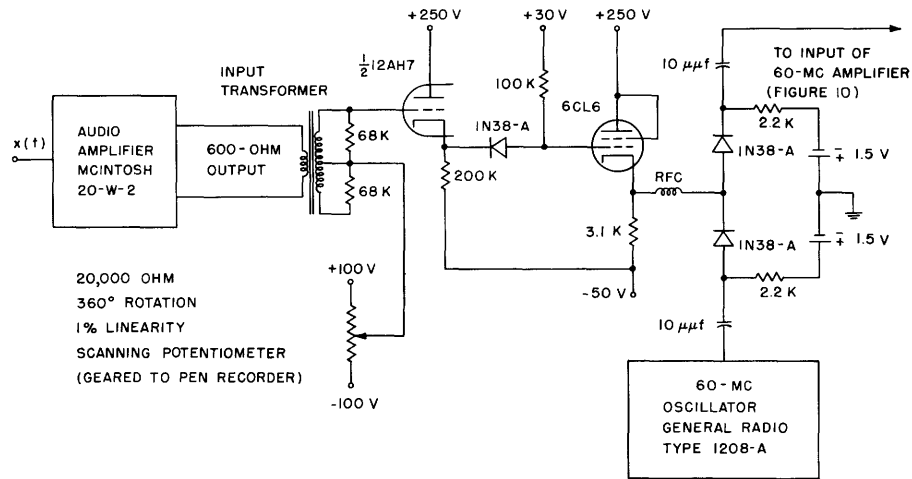 +250 V
+30 V
+250 V
½ 12AH7
INPUT
TRANSFORMER
10 μμf
TO INPUT OF
60-MC AMPLIFIER
(FIGURE 10)
100K
6CL6
2.2 K
x(t)
AUDIO
AMPLIFIER
MCINTOSH
20-W-2
600-OHM
OUTPUT
68K
68K
1N38-A
1N38-A
− + 1.5 V
200 K
RFC
3.1 K
1N38-A
− + 1.5 V
2.2 K
-50 V
20,000 OHM
360° ROTATION
1% LINEARITY
SCANNING POTENTIOMETER
(GEARED TO PEN RECORDER)
+100 V
-100 V
10 μμf
60-MC
OSCILLATOR
GENERAL RADIO
TYPE 1208-A